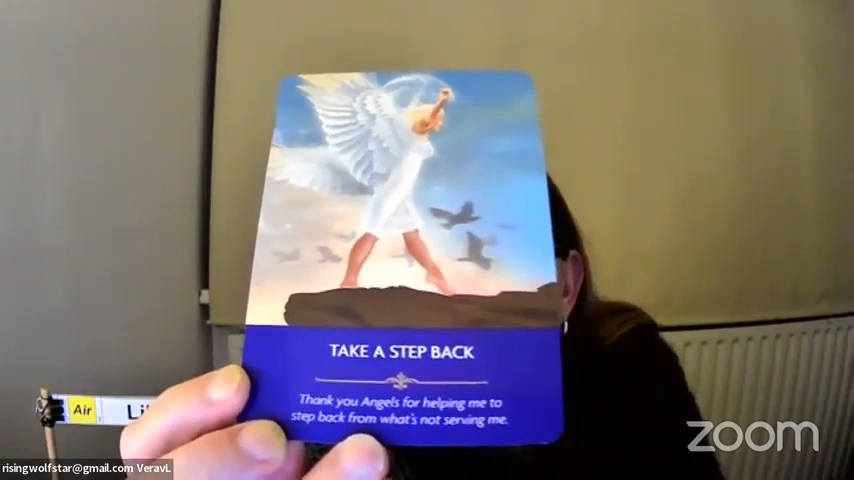 TAKE A STEP BACK
Thank you Angels for helping me to
step back from what's not serving me.
Air
zoom
risingwolfstar@gmail.com VeravL